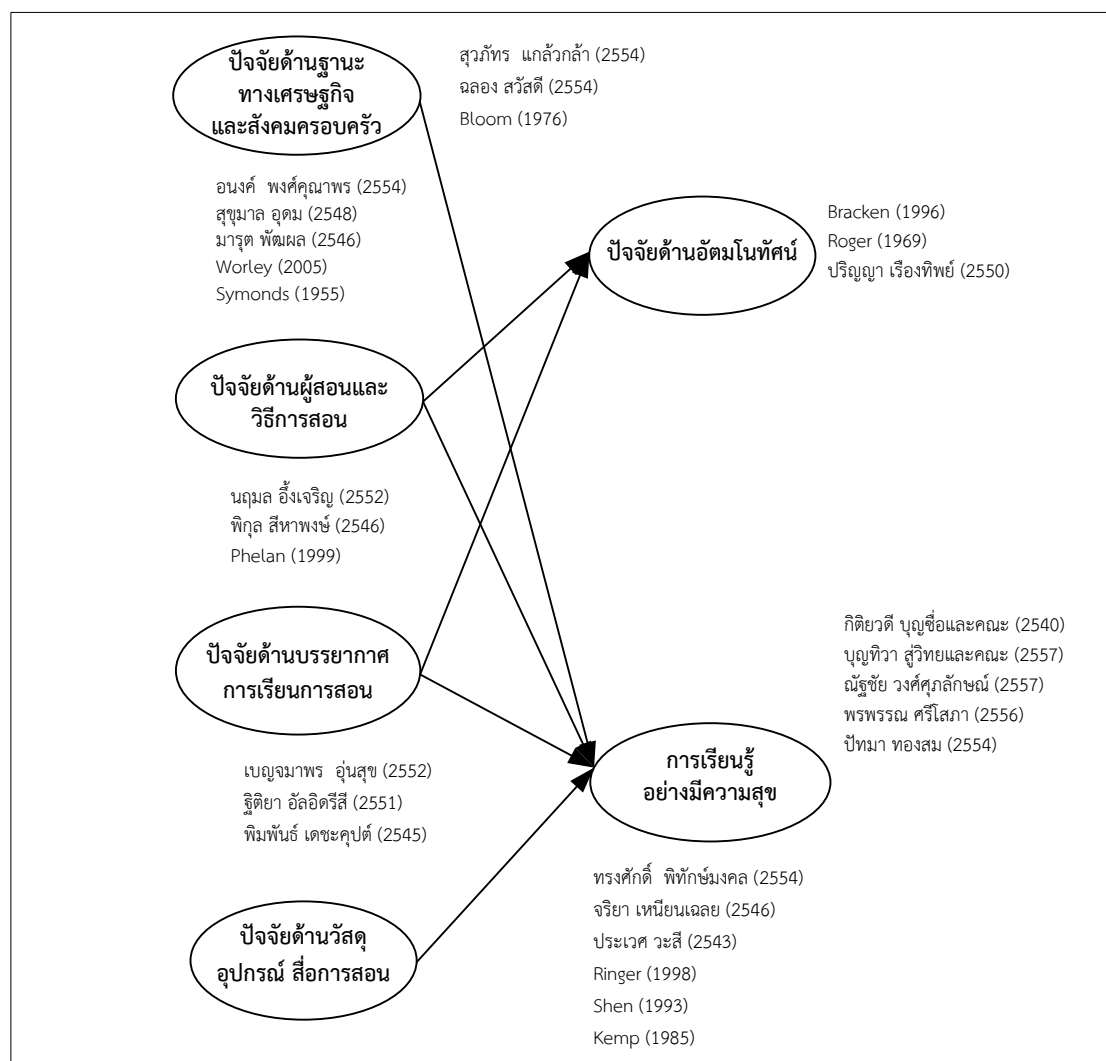 ปัจจัยด้านฐานะ
ทางเศรษฐกิจ
และสังคมครอบครัว
สุวภัทร แกล้วกล้า (2554)
ฉลอง สวัสดี (2554)
Bloom (1976)
อนงค์ พงศ์คุณาพร (2554)
สุขุมาล อุดม (2548)
มารุต พัฒผล (2546)
Worley (2005)
Symonds (1955)
ปัจจัยด้านอัตมโนทัศน์
Bracken (1996)
Roger (1969)
ปริญญา เรืองทิพย์ (2550)
ปัจจัยด้านผู้สอนและ
วิธีการสอน
นฤมล อึ้งเจริญ (2552)
พิกุล สีหาพงษ์ (2546)
Phelan (1999)
ปัจจัยด้านบรรยากาศ
การเรียนการสอน
กิติยวดี บุญซื่อและคณะ (2540)
บุญทิวา สู่วิทยและคณะ (2557)
ณัฐชัย วงศ์ศุภลักษณ์ (2557)
พรพรรณ ศรีโสภา (2556)
ปัทมา ทองสม (2554)
เบญจมาพร อุ่นสุข (2552)
ฐิติยา อัลอิดรีสี (2551)
พิมพันธ์ เดชะคุปต์ (2545)
การเรียนรู้
อย่างมีความสุข
ปัจจัยด้านวัสดุ
อุปกรณ์ สื่อการสอน
ทรงศักดิ์ พิทักษ์มงคล (2554)
จริยา เหนียนเฉลย (2546)
ประเวศ วะสี (2543)
Ringer (1998)
Shen (1993)
Kemp (1985)